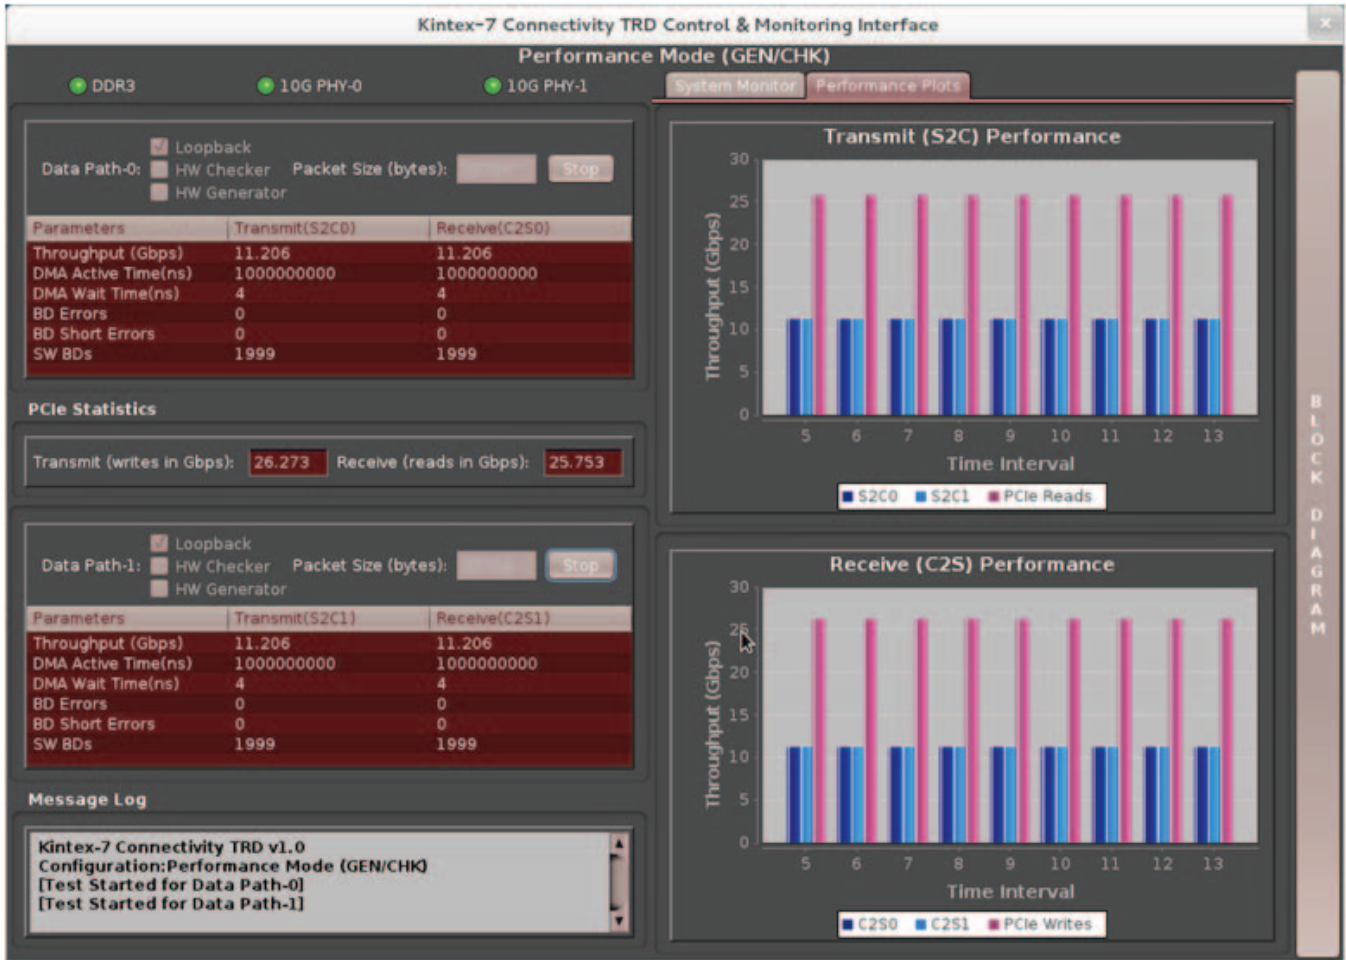 Kintex-7 Connectivity TRD Control & Monitoring Interface
Performance Mode (GEN/CHK)
DDR3 10G PHY-0 10G PHY-1
System Monitor Performance Plots
Loopback
Data Path-0: HW Checker Packet Size (bytes): Stop
HW Generator
Parameters Transmit(S2C0) Receive(C2S0)
Throughput (Gbps) 11.206 11.206
DMA Active Time(ns) 1000000000 1000000000
DMA Wait Time(ns) 4 4
BD Errors 0 0
BD Short Errors 0 0
SW BDs 1999 1999
PCIe Statistics
Transmit (writes in Gbps): 26.273 Receive (reads in Gbps): 25.753
Loopback
Data Path-1: HW Checker Packet Size (bytes): Stop
HW Generator
Parameters Transmit(S2C1) Receive(C2S1)
Throughput (Gbps) 11.206 11.206
DMA Active Time(ns) 1000000000 1000000000
DMA Wait Time(ns) 4 4
BD Errors 0 0
BD Short Errors 0 0
SW BDs 1999 1999
Message Log
Kintex-7 Connectivity TRD v1.0
Configuration:Performance Mode (GEN/CHK)
[Test Started for Data Path-0]
[Test Started for Data Path-1]
Transmit (S2C) Performance
Throughput (Gbps)
30
25
20
15
10
5
0
5 6 7 8 9 10 11 12 13
Time Interval
S2C0 S2C1 PCIe Reads
Receive (C2S) Performance
Throughput (Gbps)
30
25
20
15
10
5
0
5 6 7 8 9 10 11 12 13
Time Interval
C2S0 C2S1 PCIe Writes
BLOCK DIAGRAM